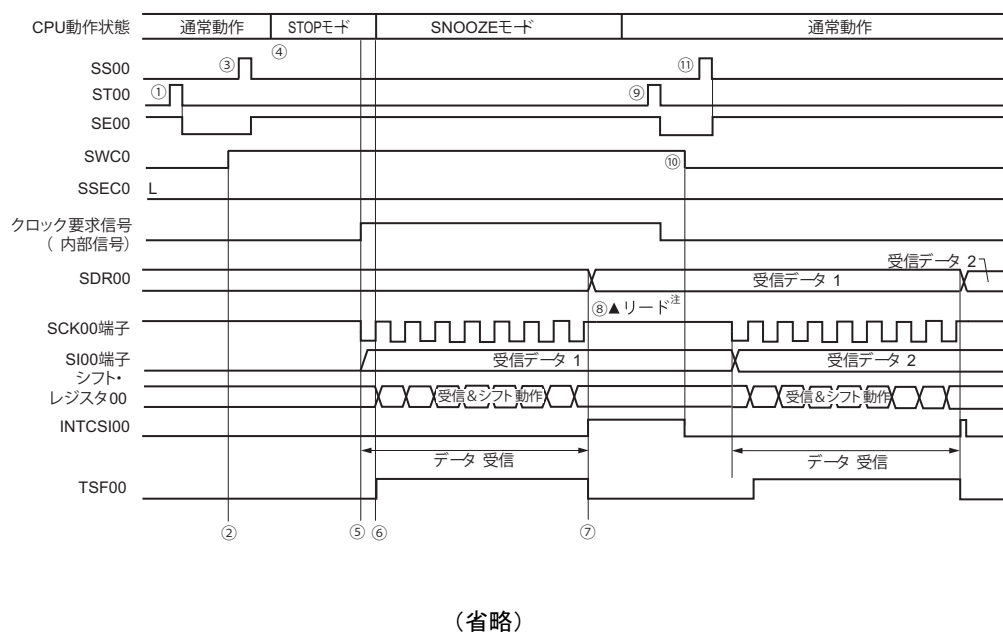 CPU動作状態 通常動作 STOPモード SNOOZEモード 通常動作
④
SS00 ③ ⑪
ST00 ① ⑨
SE00
SWC0 ⑩
SSEC0 L
クロック要求信号
( 内部信号)
受信データ 2
SDR00 受信データ 1
⑧▲リード注
SCK00端子
SI00端子 受信データ 1 受信データ 2
シフト・
レジスタ00 受信&シフト動作 受信&シフト動作
INTCSI00
データ 受信 データ 受信
TSF00
② ⑤ ⑥ ⑦
(省略)